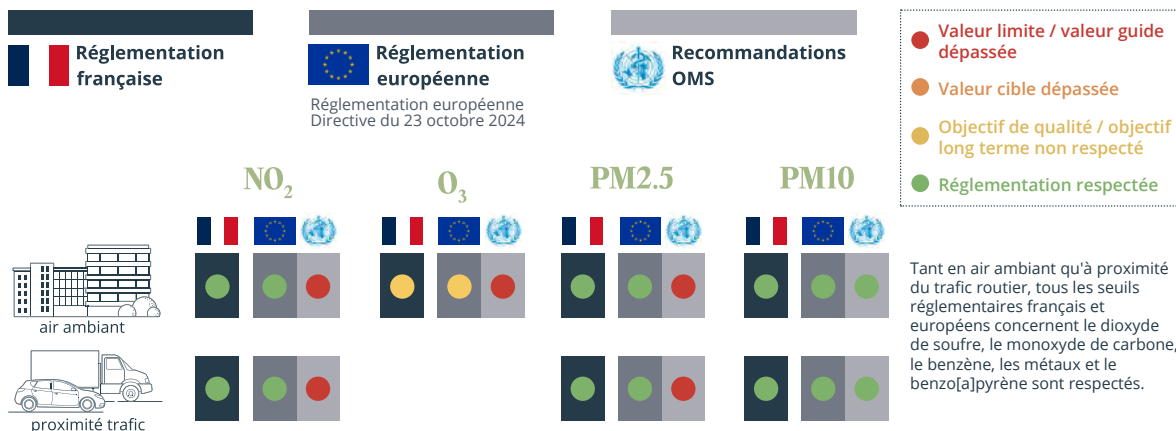 Réglementation
française
Réglementation
européenne
Réglementation européenne
Directive du 23 octobre 2024
Recommandations
OMS
Valeur limite / valeur guide
dépassée
Valeur cible dépassée
Objectif de qualité / objectif
long terme non respecté
Réglementation respectée
NO2
O3
PM2.5
PM10
air ambiant
proximité trafic
Tant en air ambiant qu'à proximité
du trafic routier, tous les seuils
réglementaires français et
européens concernent le dioxyde
de soufre, le monoxyde de carbone,
le benzène, les métaux et le
benzo[a]pyrène sont respectés.